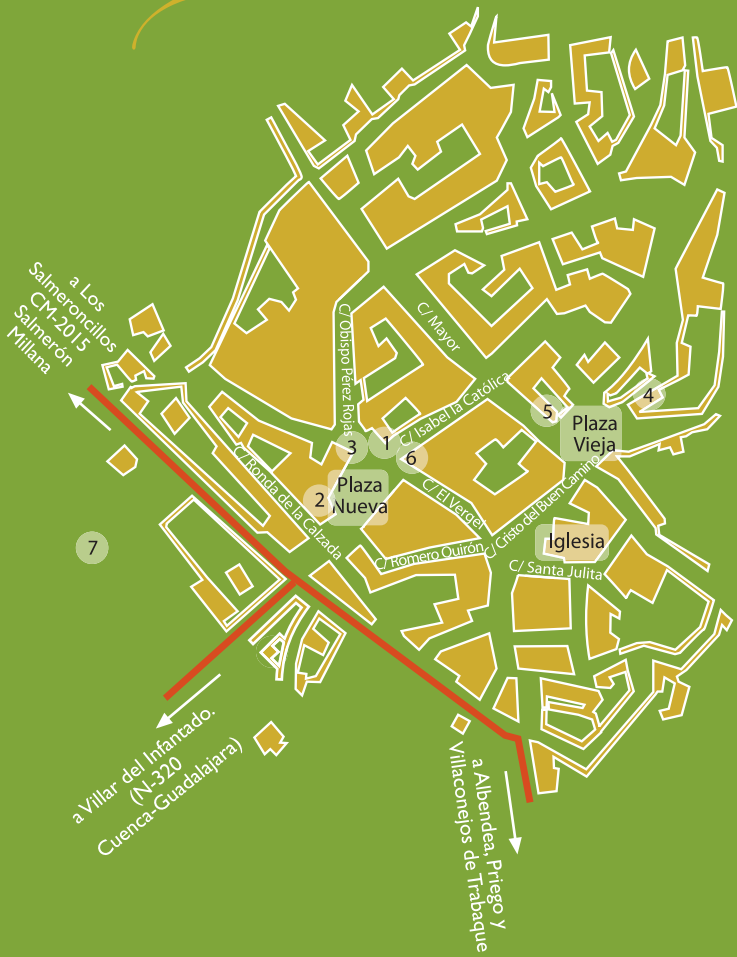 a Los
Salmeroncillos
CM-2015
Salmerón
Millana
C/ Obispo Pérez Rojas
C/ Mayor
C/ Isabel la Católica
4
5
Plaza
Vieja
3
1
6
2
Plaza
Nueva
C/ Ronda de la Calzada
C/ El Vergel
C/ Cristo del Buen Camino
Iglesia
C/ Romero Quirón
C/ Santa Julita
7
a Villar del Infantado.
(N-320
Cuenca-Guadalajara)
a Albendea, Priego y
Villaconejos de Trabaque